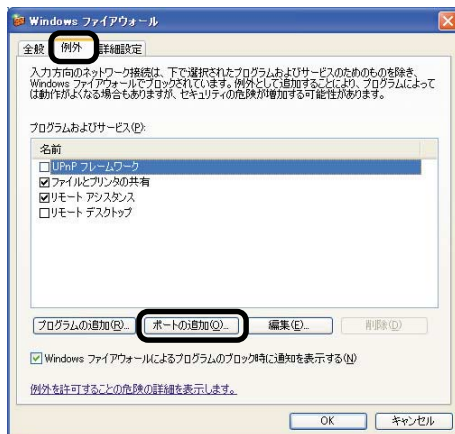 Windows ファイアウォール
全般 例外 詳細設定
入力方向のネットワーク接続は、下で選択されたプログラムおよびサービスのためのものを除き、
Windows ファイアウォールでブロックされています。例外として追加することにより、プログラムによって
は動作がよくなる場合もありますが、セキュリティの危険が増加する可能性があります。
プログラムおよびサービス(P):
名前
UPnP フレームワーク
ファイルとプリンタの共有
リモート アシスタンス
リモート デスクトップ
プログラムの追加(R)... ポートの追加(O)... 編集(E)... 削除(D)
Windows ファイアウォールによるプログラムのブロック時に通知を表示する(N)
例外を許可することの危険の詳細を表示します。
OK キャンセル